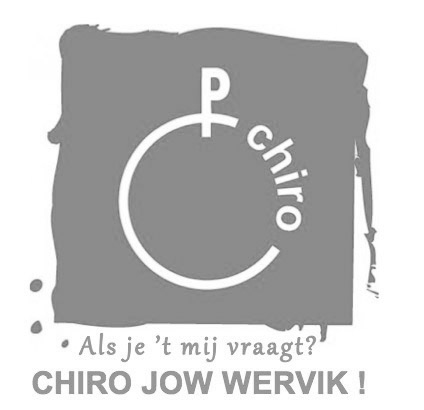 P
chiro
Als je 't mij vraagt?
CHIRO JOW WERVIK !